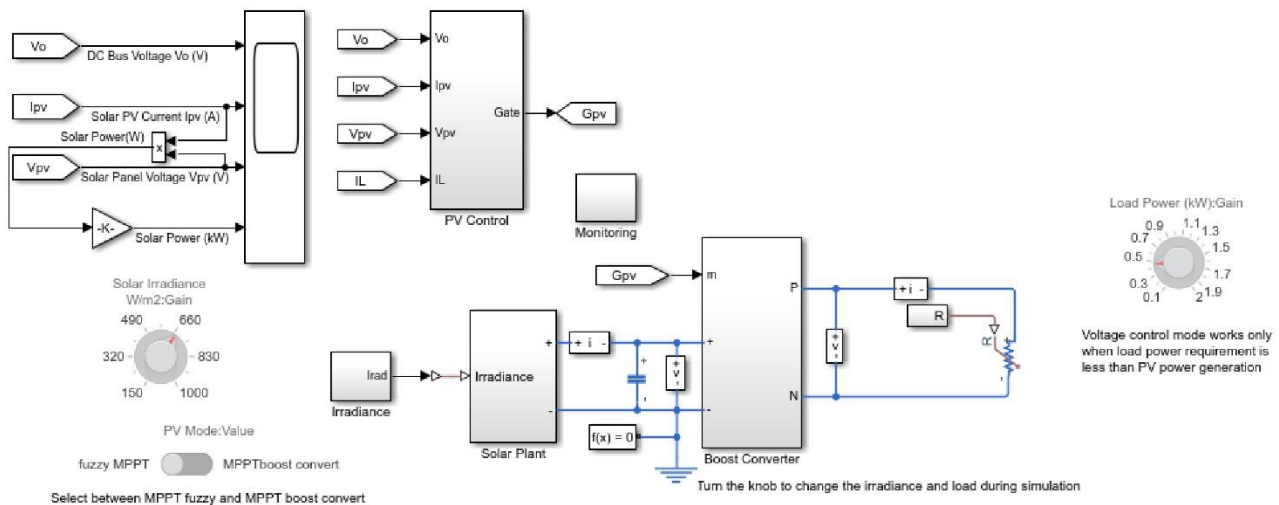 Vo
DC Bus Voltage Vo (V)
Ipv
Solar PV Current Ipv (A)
Solar Power(W)
x
Vpv
Solar Panel Voltage Vpv (V)
-K-
Solar Power (kW)
Vo
Ipv
Vpv
IL
Vo
Ipv
Vpv
IL
Gate
PV Control
Gpv
Monitoring
Solar Irradiance
W/m2:Gain
490
660
320
830
150
1000
PV Mode:Value
fuzzy MPPT
MPPTboost convert
Select between MPPT fuzzy and MPPT boost convert
Irrad
Irradiance
Irradiance
+
-
Solar Plant
+ i -
+
+ v -
f(x) = 0
Gpv
m
+
-
P
N
Boost Converter
+ v -
+ i -
R
R
+
-
Turn the knob to change the irradiance and load during simulation
Load Power (kW):Gain
0.9
1.1
0.7
1.3
0.5
1.5
0.3
1.7
0.1
2
1.9
Voltage control mode works only
when load power requirement is
less than PV power generation